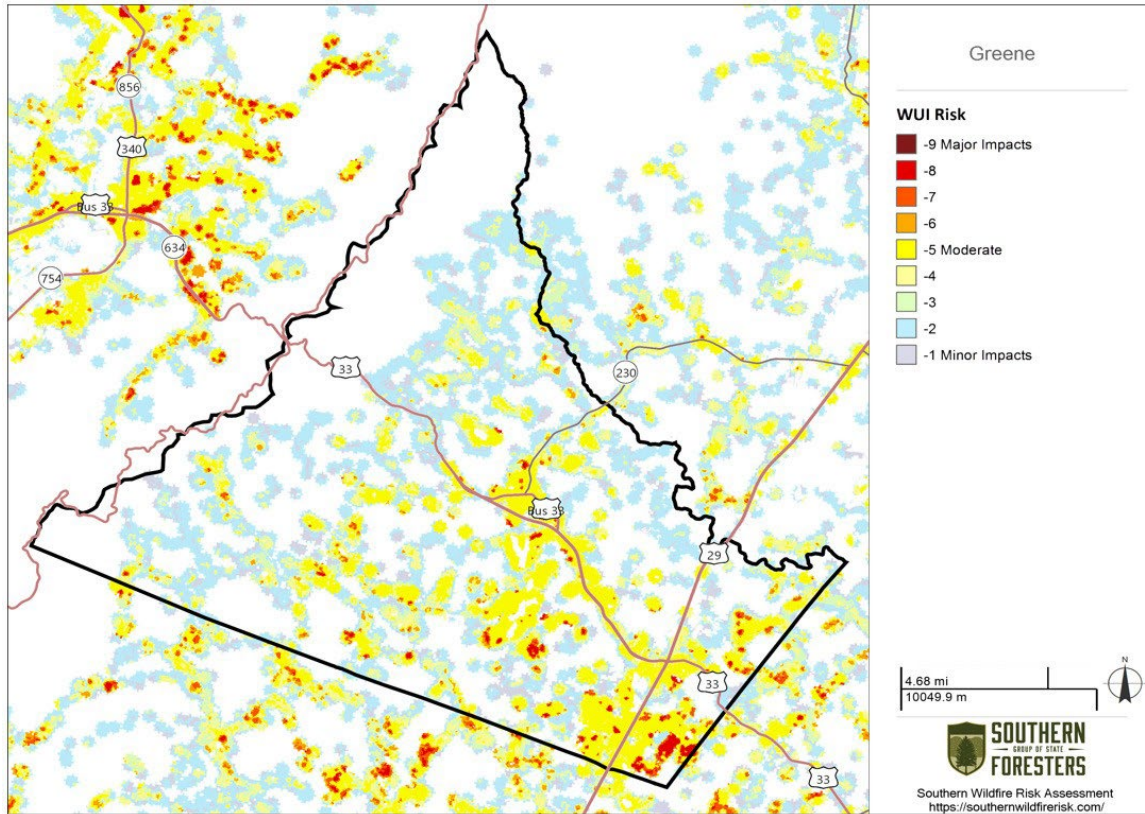 856
340
Bus 33
634
754
33
230
Bus 33
29
33
33
Greene
WUI Risk
-9 Major Impacts
-8
-7
-6
-5 Moderate
-4
-3
-2
-1 Minor Impacts
4.68 mi
10049.9 m
N
SOUTHERN
GROUP OF STATE
FORESTERS
Southern Wildfire Risk Assessment
https://southernwildfirerisk.com/